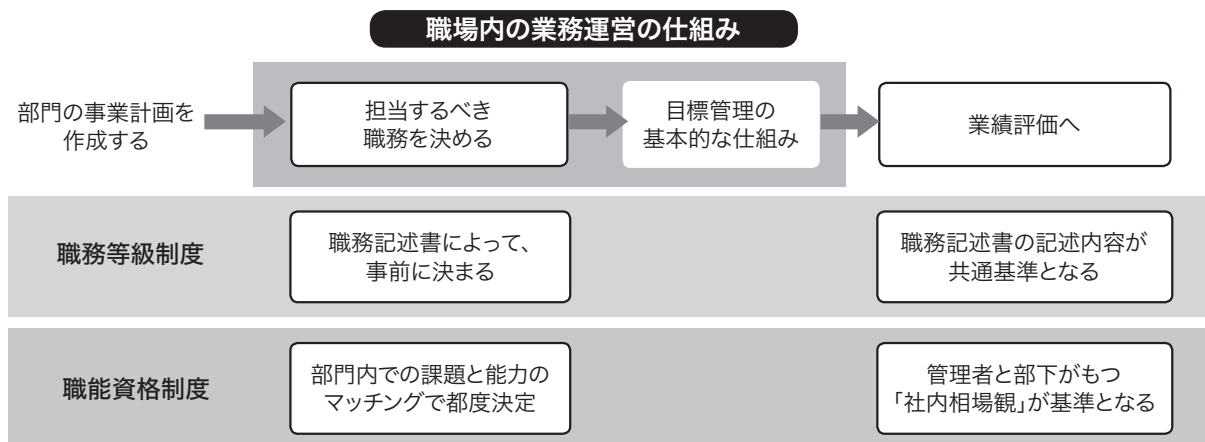 職場内の業務運営の仕組み
部門の事業計画を
作成する
担当するべき
職務を決める
目標管理の
基本的な仕組み
業績評価へ
職務等級制度
職務記述書によって、
事前に決まる
職務記述書の記述内容が
共通基準となる
職能資格制度
部門内での課題と能力の
マッチングで都度決定
管理者と部下がもつ
「社内相場観」が基準となる